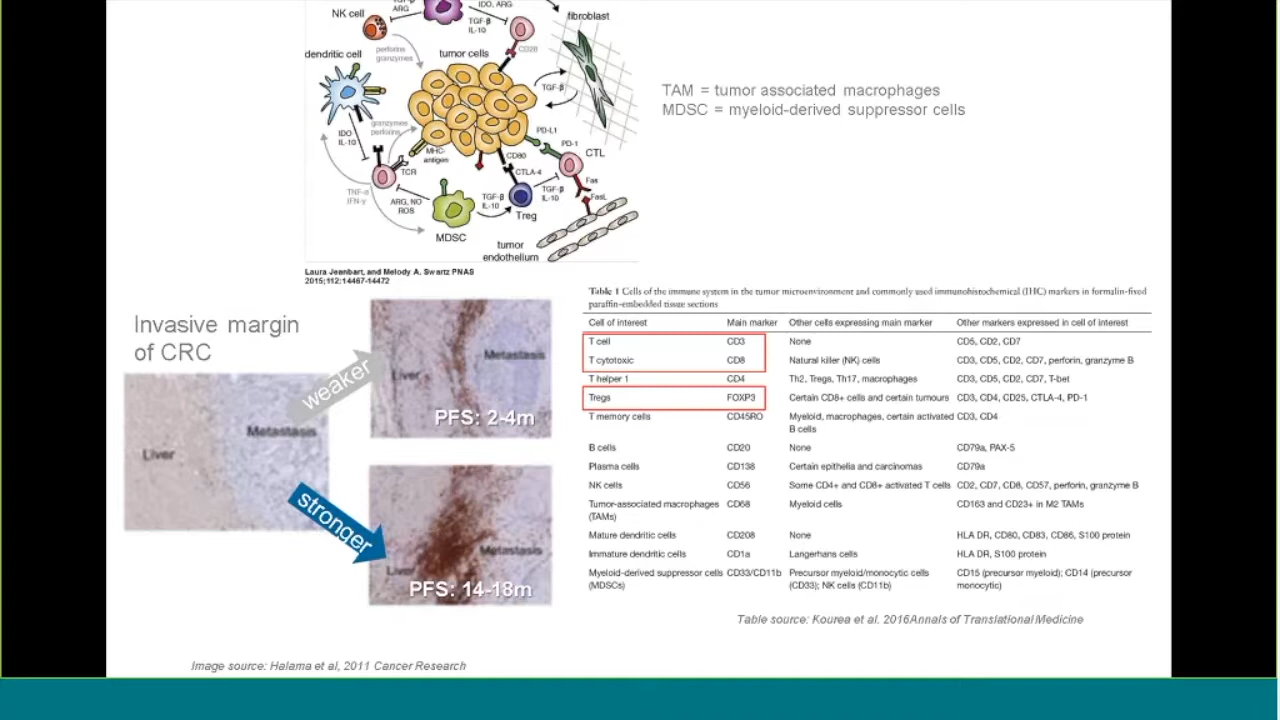 TGF-β
ARG
IDO, ARG
NK cell
TGF-β
IL-10
fibroblast
CD28
perforins
granzymes
dendritic cell
tumor cells
TGF-β
granzymes
perforins
IDO
IL-10
PD-L1
PD-1
CTL
MHC-
antigen
CD80
TCR
CTLA-4
Fas
TNF-α
IFN-γ
ARG, NO
ROS
TGF-β
IL-10
TGF-β
IL-10
FasL
Treg
MDSC
tumor
endothelium
TAM = tumor associated macrophages
MDSC = myeloid-derived suppressor cells
Laura Jeanbart, and Melody A. Swartz PNAS
2015;112:14467-14472
Invasive margin
of CRC
Liver
Metastasis
weaker
Liver
Metastasis
PFS: 2-4m
stronger
Liver
Metastasis
PFS: 14-18m
Table 1 Cells of the immune system in the tumor microenvironment and commonly used immunohistochemical (IHC) markers in formalin-fixed
paraffin-embedded tissue sections
Cell of interest Main marker Other cells expressing main marker Other markers expressed in cell of interest
T cell CD3 None CD5, CD2, CD7
T cytotoxic CD8 Natural killer (NK) cells CD3, CD5, CD2, CD7, perforin, granzyme B
T helper 1 CD4 Th2, Tregs, Th17, macrophages CD3, CD5, CD2, CD7, T-bet
Tregs FOXP3 Certain CD8+ cells and certain tumours CD3, CD4, CD25, CTLA-4, PD-1
T memory cells CD45RO Myeloid, macrophages, certain activated CD3, CD4
B cells
B cells CD20 None CD79a, PAX-5
Plasma cells CD138 Certain epithelia and carcinomas CD79a
NK cells CD56 Some CD4+ and CD8+ activated T cells CD2, CD7, CD8, CD57, perforin, granzyme B
Tumor-associated macrophages CD68 Myeloid cells CD163 and CD23+ in M2 TAMs
(TAMs)
Mature dendritic cells CD208 None HLA DR, CD80, CD83, CD86, S100 protein
Immature dendritic cells CD1a Langerhans cells HLA DR, S100 protein
Myeloid-derived suppressor cells CD33/CD11b Precursor myeloid/monocytic cells CD15 (precursor myeloid); CD14 (precursor
(MDSCs) (CD33); NK cells (CD11b) monocytic)
Table source: Kourea et al. 2016Annals of Translational Medicine
Image source: Halama et al, 2011 Cancer Research